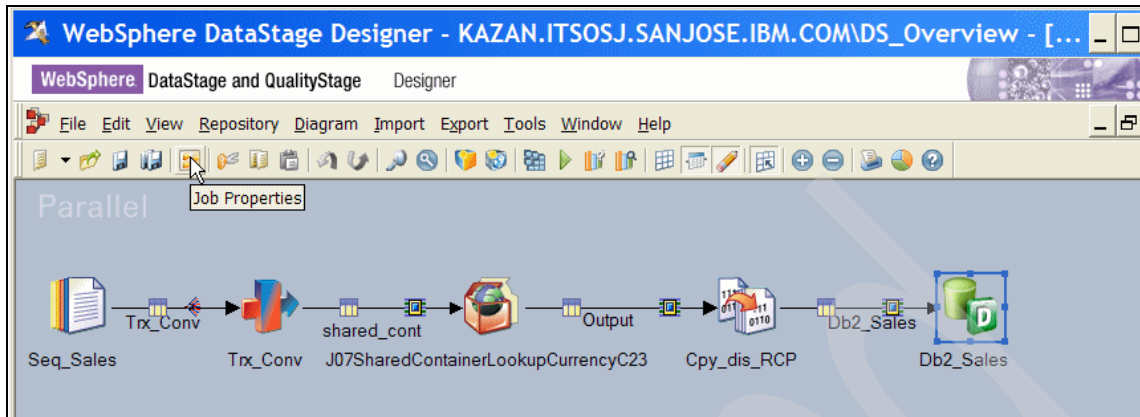 WebSphere DataStage Designer - KAZAN.ITSOSJ.SANJOSE.IBM.COM\DS_Overview - [...
WebSphere DataStage and QualityStage Designer
File Edit View Repository Diagram Import Export Tools Window Help
Job Properties
Parallel
Trx_Conv
shared_cont
Output
Db2_Sales
Seq_Sales
Trx_Conv
J07SharedContainerLookupCurrencyC23
Cpy_dis_RCP
Db2_Sales